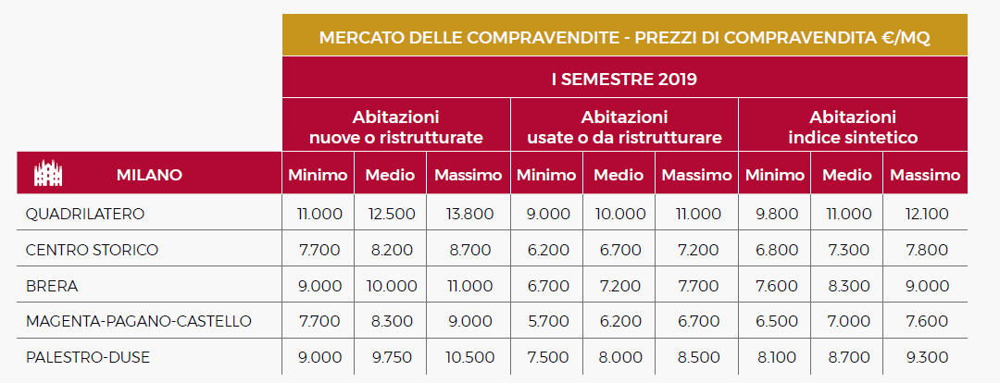 MERCATO DELLE COMPRAVENDITE - PREZZI DI COMPRAVENDITA €/MQ
I SEMESTRE 2019
Abitazioni nuove o ristrutturate Abitazioni usate o da ristrutturare Abitazioni indice sintetico
MILANO Minimo Medio Massimo Minimo Medio Massimo Minimo Medio Massimo
QUADRILATERO 11.000 12.500 13.800 9.000 10.000 11.000 9.800 11.000 12.100
CENTRO STORICO 7.700 8.200 8.700 6.200 6.700 7.200 6.800 7.300 7.800
BRERA 9.000 10.000 11.000 6.700 7.200 7.700 7.600 8.300 9.000
MAGENTA-PAGANO-CASTELLO 7.700 8.300 9.000 5.700 6.200 6.700 6.500 7.000 7.600
PALESTRO-DUSE 9.000 9.750 10.500 7.500 8.000 8.500 8.100 8.700 9.300